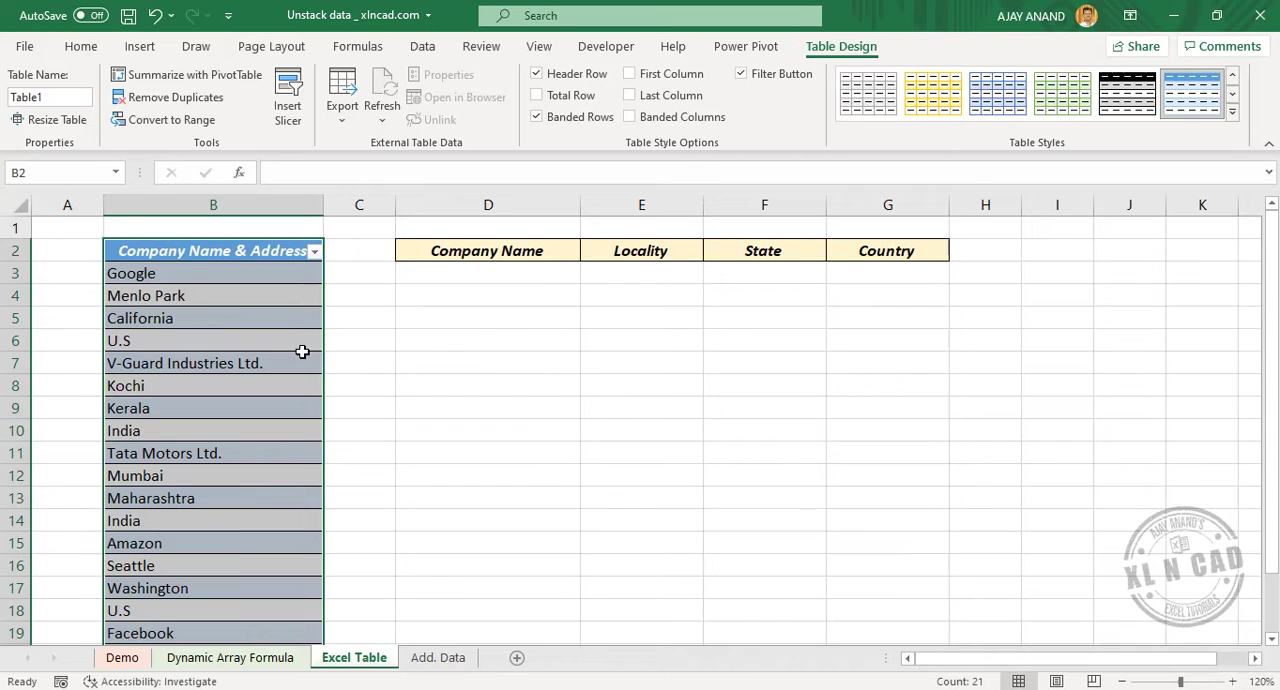 AutoSave Off Unstack data _ xlncad.com Search AJAY ANAND
File Home Insert Draw Page Layout Formulas Data Review View Developer Help Power Pivot Table Design Share Comments
Table Name: Summarize with PivotTable Properties Header Row First Column Filter Button
Table1 Remove Duplicates Insert Slicer Export Refresh Open in Browser Total Row Last Column
Resize Table Convert to Range Unlink Banded Rows Banded Columns
Properties Tools External Table Data Table Style Options Table Styles
B2 fx
A B C D E F G H I J K
1
2 Company Name & Address Company Name Locality State Country
3 Google
4 Menlo Park
5 California
6 U.S
7 V-Guard Industries Ltd.
8 Kochi
9 Kerala
10 India
11 Tata Motors Ltd.
12 Mumbai
13 Maharashtra
14 India
15 Amazon
16 Seattle
17 Washington
18 U.S
19 Facebook
AJAY ANAND'S
XL N CAD
EXCEL TUTORIALS
Demo Dynamic Array Formula Excel Table Add. Data
Ready Accessibility: Investigate Count: 21 120%